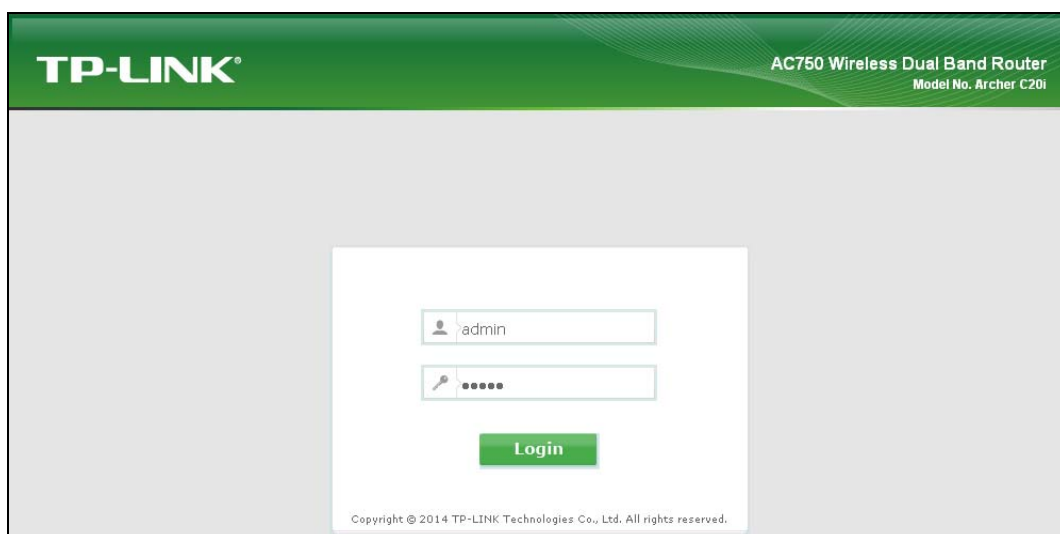 TP-LINK®
AC750 Wireless Dual Band Router
Model No. Archer C20i
admin
•••••
Login
Copyright © 2014 TP-LINK Technologies Co., Ltd. All rights reserved.